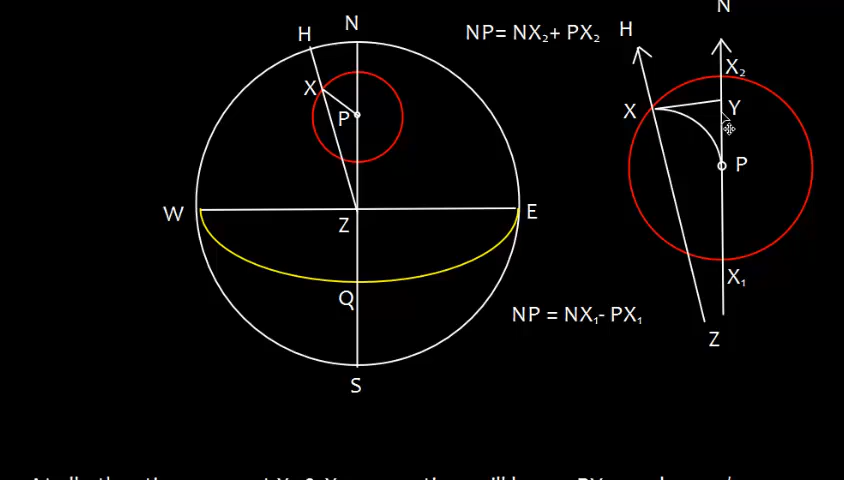 H
N
NP= NX₂+ PX₂
H
N
X
P
W
Z
E
Q
S
X₂
X
Y
P
X₁
NP = NX₁- PX₁
Z